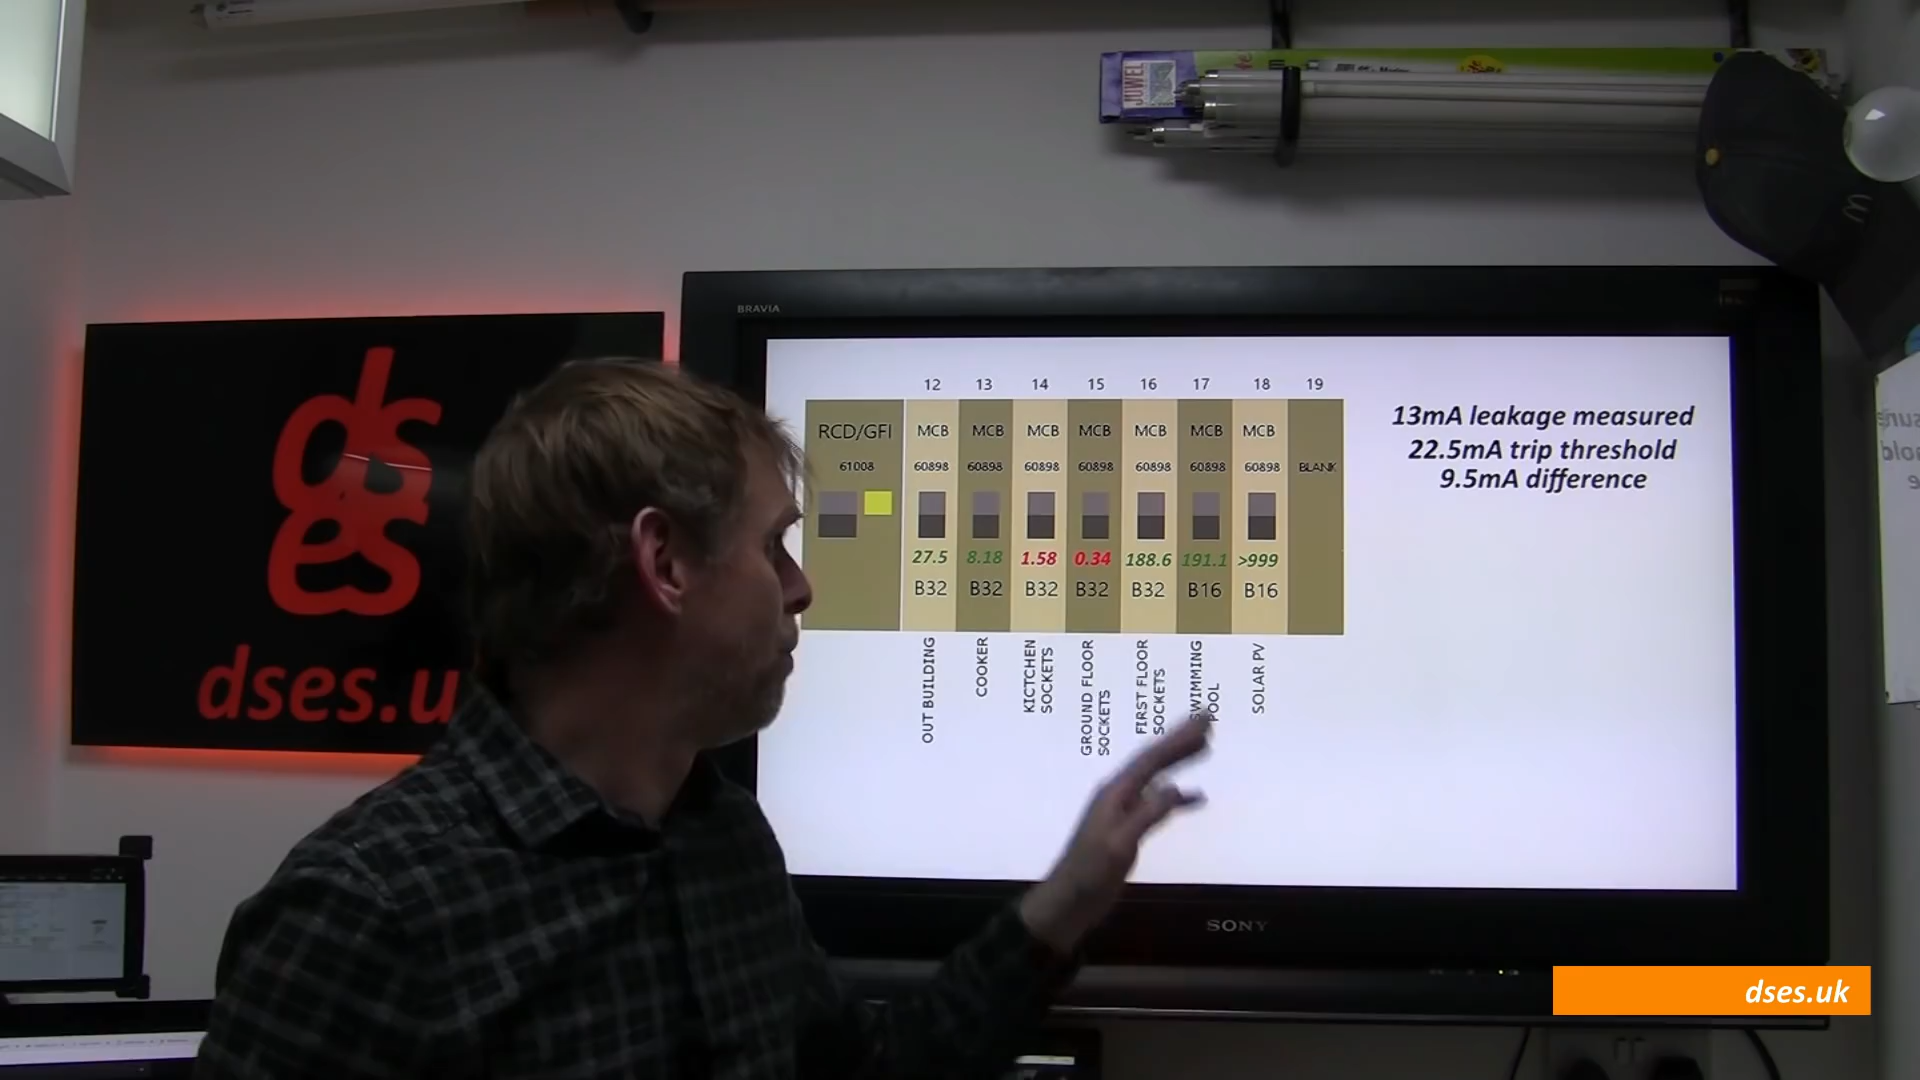 JUWEL
BRAVIA
ds
es
dses.u
12 13 14 15 16 17 18 19
RCD/GFI MCB MCB MCB MCB MCB MCB MCB
61008 60898 60898 60898 60898 60898 60898 60898 BLANK
27.5 8.18 1.58 0.34 188.6 191.1 >999
B32 B32 B32 B32 B32 B16 B16
OUT BUILDING
COOKER
KICTCHEN
SOCKETS
GROUND FLOOR
SOCKETS
FIRST FLOOR
SOCKETS
SWIMMING
POOL
SOLAR PV
13mA leakage measured
22.5mA trip threshold
9.5mA difference
SONY
dses.uk